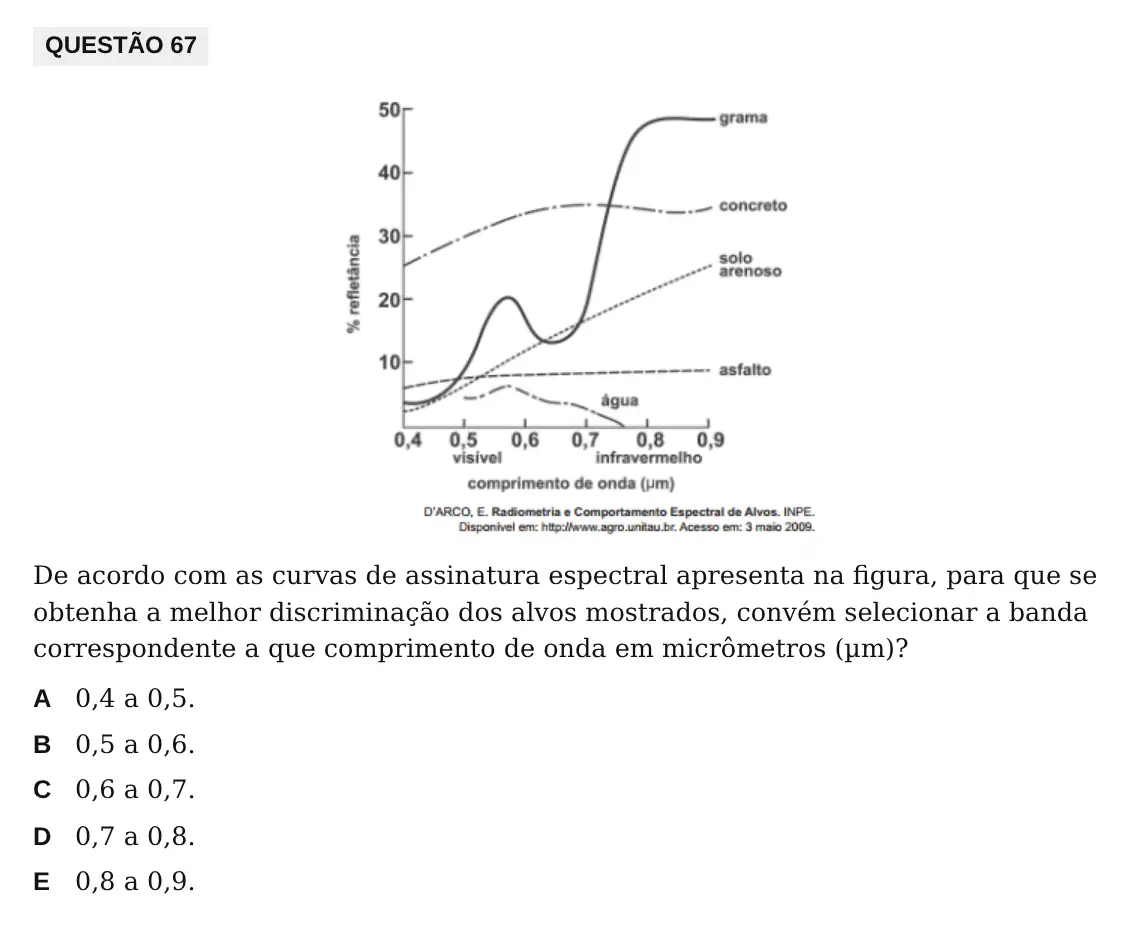 QUESTÃO 67
50
grama
40
concreto
30
solo
arenoso
% refletância
20
10
asfalto
água
0,4 0,5 0,6 0,7 0,8 0,9
visível infravermelho
comprimento de onda (µm)
D'ARCO, E. Radiometria e Comportamento Espectral de Alvos. INPE.
Disponível em: http://www.agro.unitau.br. Acesso em: 3 maio 2009.
De acordo com as curvas de assinatura espectral apresenta na figura, para que se
obtenha a melhor discriminação dos alvos mostrados, convém selecionar a banda
correspondente a que comprimento de onda em micrômetros (µm)?
A 0,4 a 0,5.
B 0,5 a 0,6.
C 0,6 a 0,7.
D 0,7 a 0,8.
E 0,8 a 0,9.